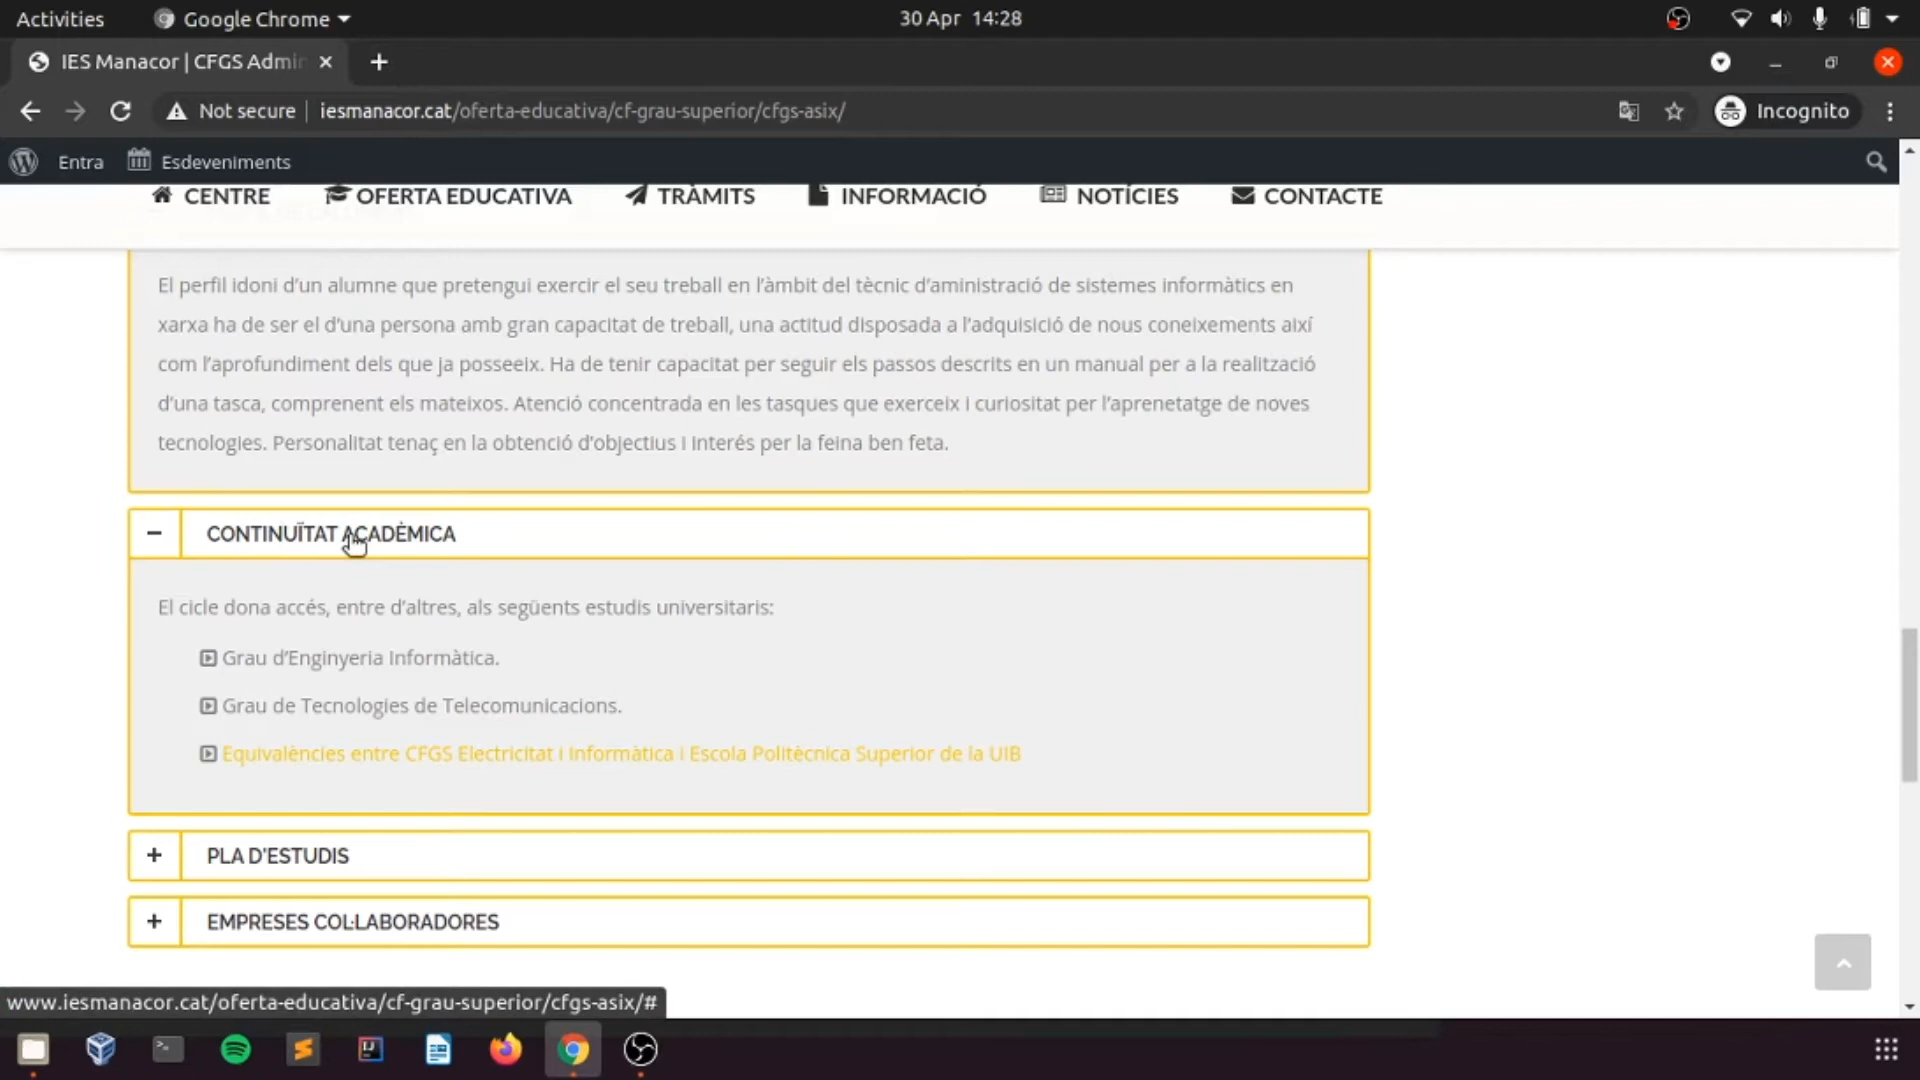 Activities
Google Chrome
30 Apr 14:28
IES Manacor | CFGS Admi
Not secure
iesmanacor.cat/oferta-educativa/cf-grau-superior/cfgs-asix/
Incognito
Entra
Esdeveniments
CENTRE
OFERTA EDUCATIVA
TRÀMITS
INFORMACIÓ
NOTÍCIES
CONTACTE
El perfil idoni d'un alumne que pretengui exercir el seu treball en l'àmbit del tècnic d'aministració de sistemes informàtics en
xarxa ha de ser el d'una persona amb gran capacitat de treball, una actitud disposada a l'adquisició de nous coneixements així
com l'aprofundiment dels que ja posseeix. Ha de tenir capacitat per seguir els passos descrits en un manual per a la realització
d'una tasca, comprenent els mateixos. Atenció concentrada en les tasques que exerceix i curiositat per l'aprenetatge de noves
tecnologies. Personalitat tenaç en la obtenció d'objectius i interés per la feina ben feta.
CONTINUÏTAT ACADÈMICA
El cicle dona accés, entre d'altres, als següents estudis universitaris:
Grau d'Enginyeria Informàtica.
Grau de Tecnologies de Telecomunicacions.
Equivalències entre CFGS Electricitat i Informàtica i Escola Politècnica Superior de la UIB
PLA D'ESTUDIS
EMPRESES COL·LABORADORES
www.iesmanacor.cat/oferta-educativa/cf-grau-superior/cfgs-asix/#